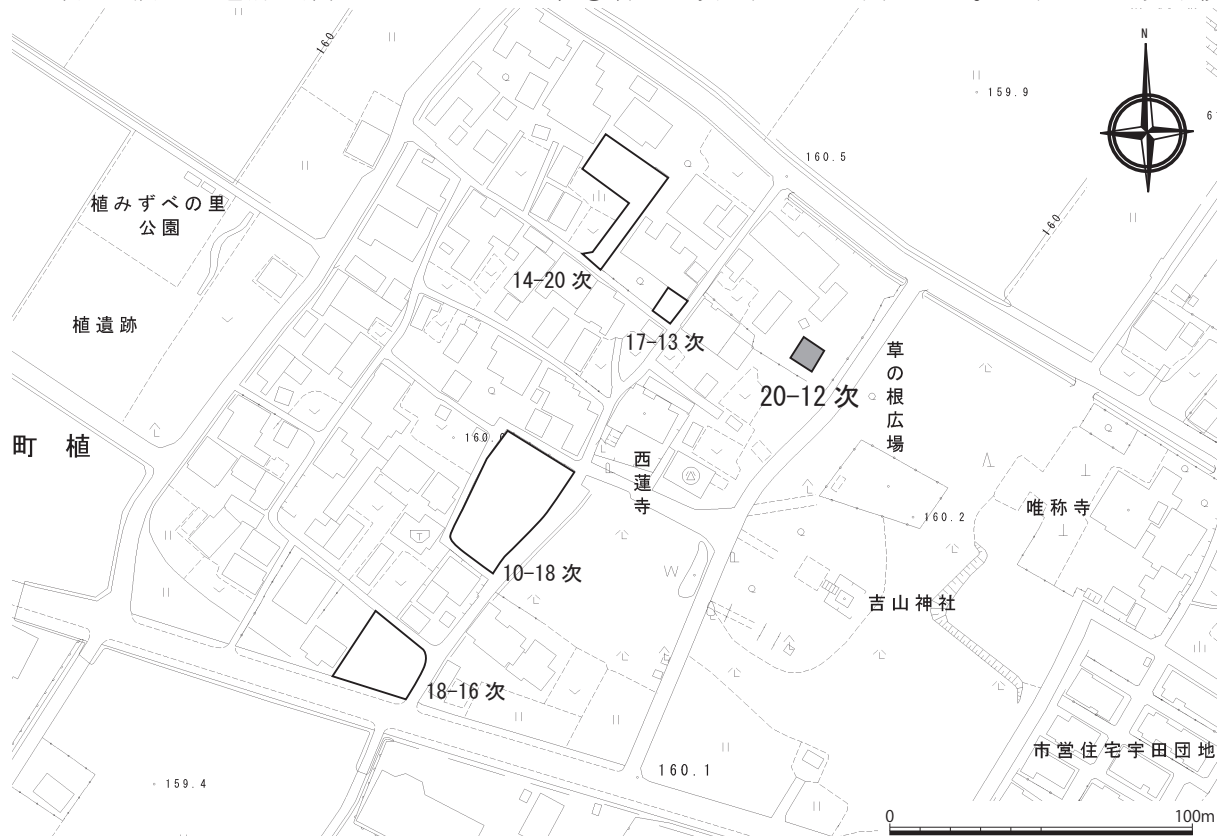 N
160
159.9
160.5
160
植みずべの里
公園
植遺跡
14-20 次
17-13 次
20-12 次
草の根広場
町 植
西蓮寺
160.2
唯称寺
10-18 次
吉山神社
18-16 次
市営住宅宇田団地
160.1
159.4
0
100m